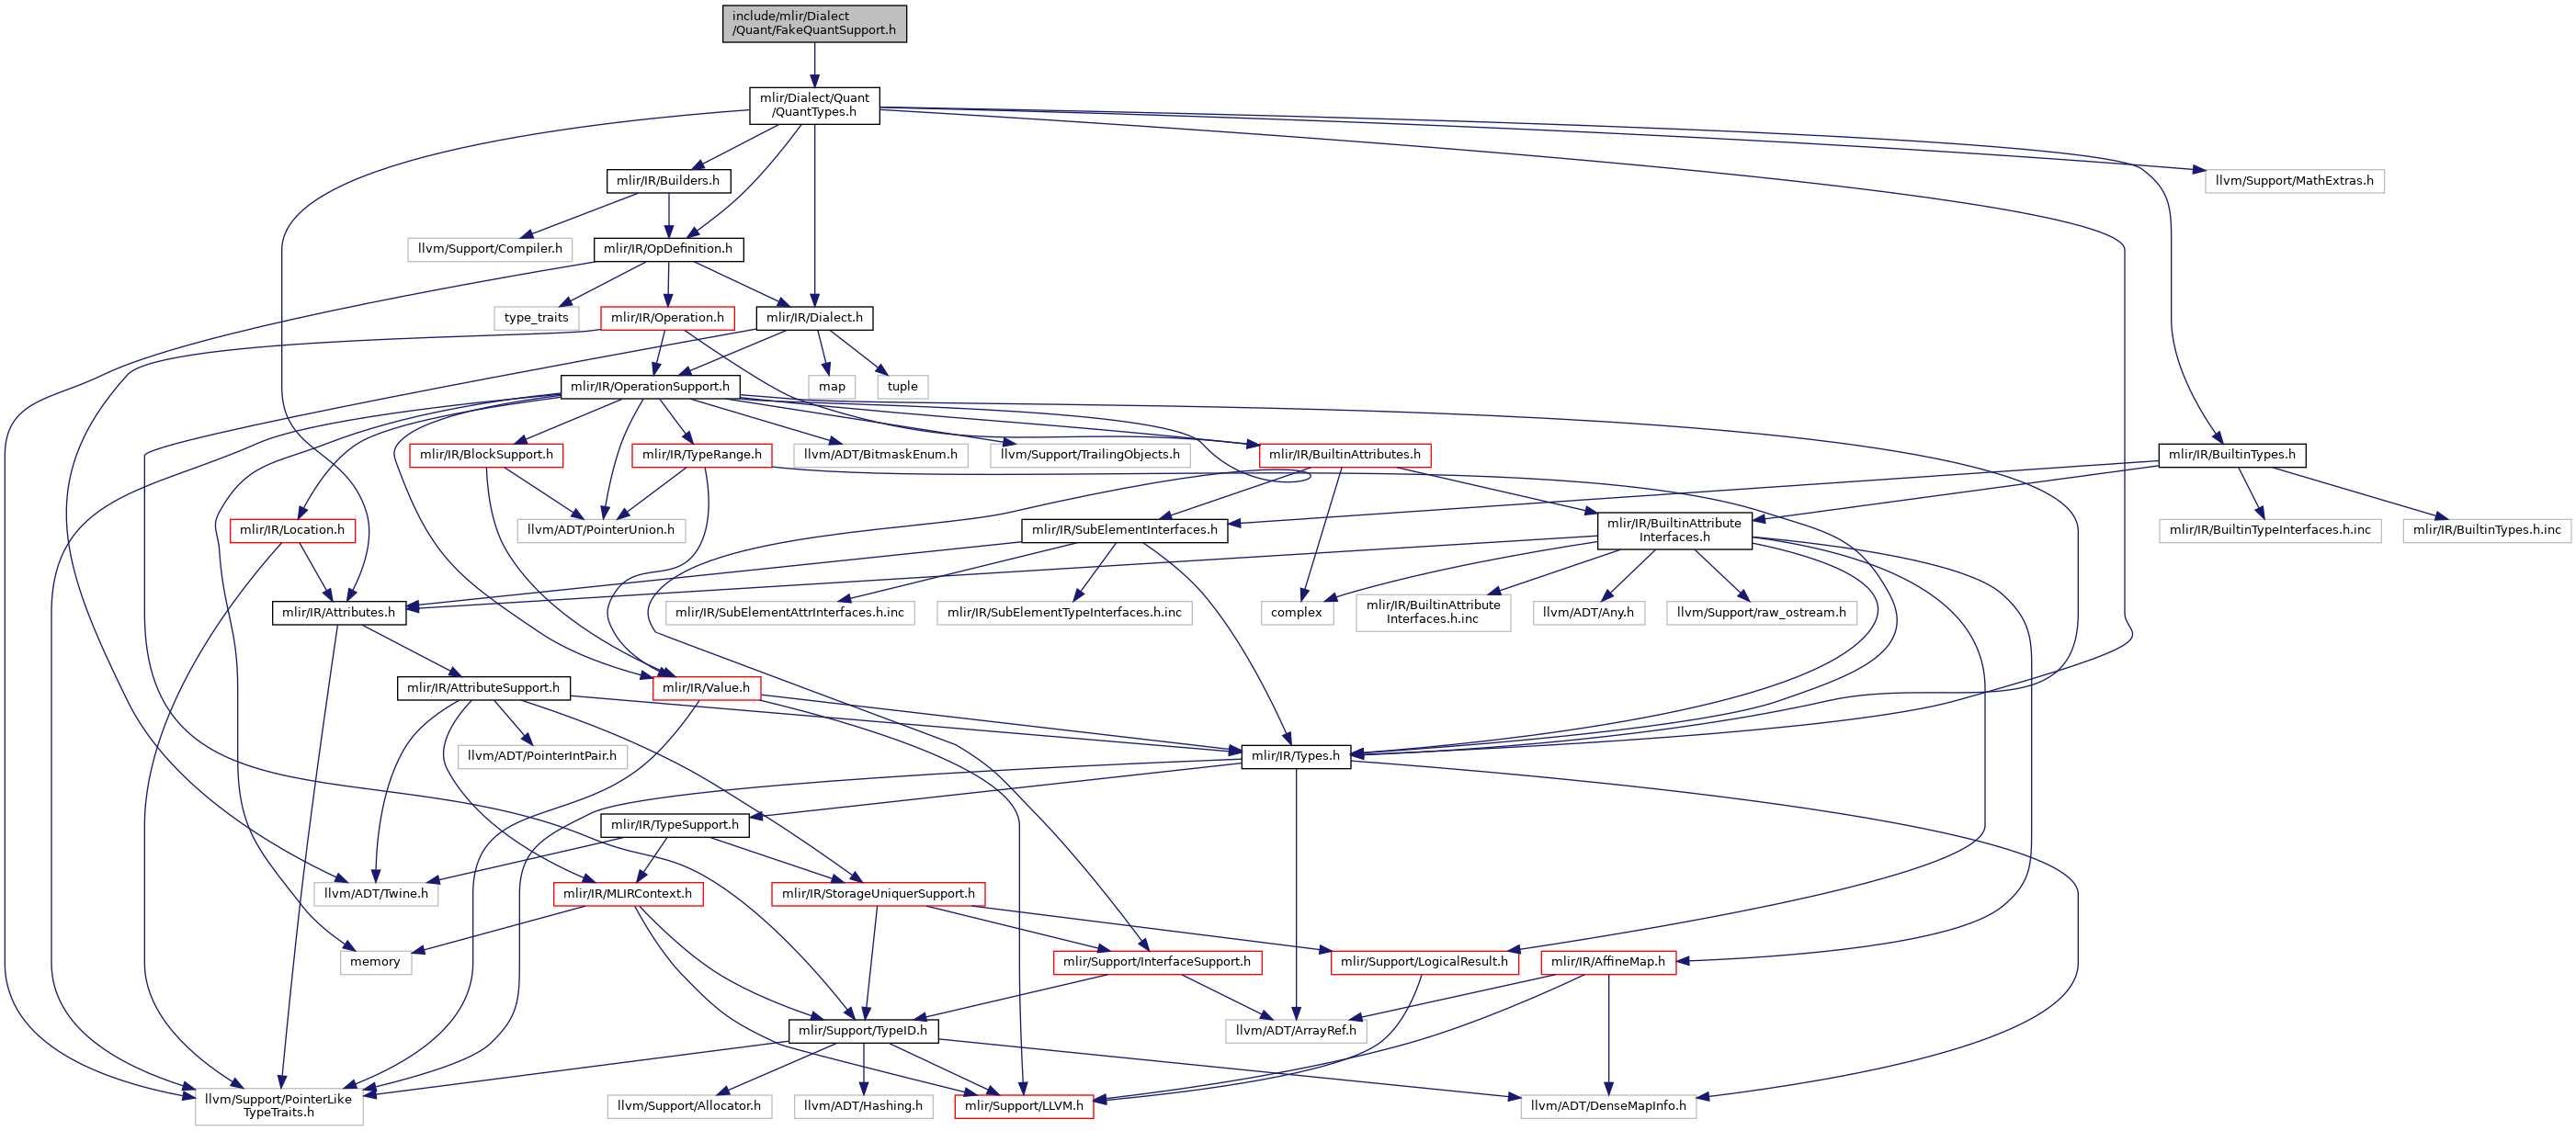 include/mlir/Dialect
/Quant/FakeQuantSupport.h
mlir/Dialect/Quant
/QuantTypes.h
mlir/IR/Builders.h
llvm/Support/MathExtras.h
llvm/Support/Compiler.h
mlir/IR/OpDefinition.h
type_traits
mlir/IR/Operation.h
mlir/IR/Dialect.h
mlir/IR/OperationSupport.h
map
tuple
mlir/IR/BlockSupport.h
mlir/IR/TypeRange.h
llvm/ADT/BitmaskEnum.h
llvm/Support/TrailingObjects.h
mlir/IR/BuiltinAttributes.h
mlir/IR/BuiltinTypes.h
mlir/IR/Location.h
llvm/ADT/PointerUnion.h
mlir/IR/SubElementInterfaces.h
mlir/IR/BuiltinAttribute
Interfaces.h
mlir/IR/BuiltinTypeInterfaces.h.inc
mlir/IR/BuiltinTypes.h.inc
mlir/IR/Attributes.h
mlir/IR/SubElementAttrInterfaces.h.inc
mlir/IR/SubElementTypeInterfaces.h.inc
complex
mlir/IR/BuiltinAttribute
Interfaces.h.inc
llvm/ADT/Any.h
llvm/Support/raw_ostream.h
mlir/IR/AttributeSupport.h
mlir/IR/Value.h
llvm/ADT/PointerIntPair.h
mlir/IR/Types.h
mlir/IR/TypeSupport.h
llvm/ADT/Twine.h
mlir/IR/MLIRContext.h
mlir/IR/StorageUniquerSupport.h
memory
mlir/Support/InterfaceSupport.h
mlir/Support/LogicalResult.h
mlir/IR/AffineMap.h
mlir/Support/TypeID.h
llvm/ADT/ArrayRef.h
llvm/Support/PointerLike
TypeTraits.h
llvm/Support/Allocator.h
llvm/ADT/Hashing.h
mlir/Support/LLVM.h
llvm/ADT/DenseMapInfo.h